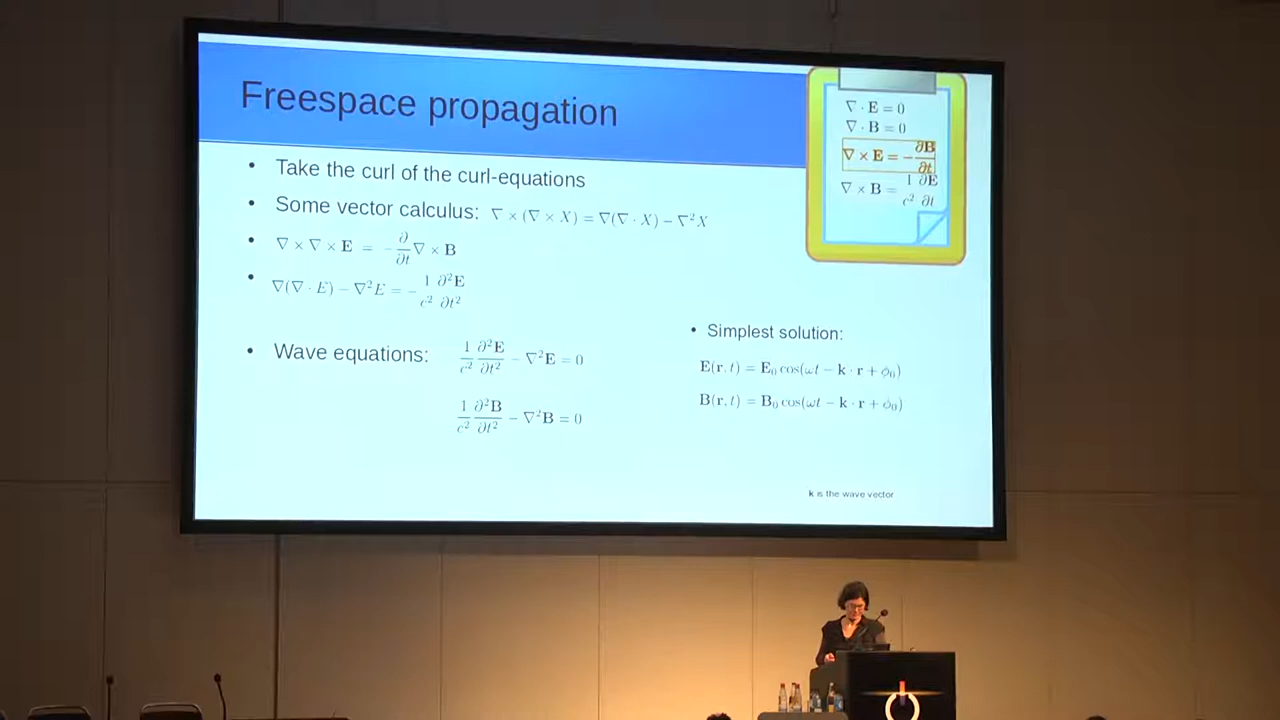 Freespace propagation
∇ · E = 0
∇ · B = 0
∇ × E = −∂B/∂t
∇ × B = 1/c² ∂E/∂t
• Take the curl of the curl-equations
• Some vector calculus: ∇ × (∇ × X) = ∇(∇ · X) − ∇²X
• ∇ × ∇ × E = −∂/∂t ∇ × B
• ∇(∇ · E) − ∇²E = −1/c² ∂²E/∂t²
• Wave equations: 1/c² ∂²E/∂t² − ∇²E = 0
1/c² ∂²B/∂t² − ∇²B = 0
• Simplest solution:
E(r, t) = E₀ cos(ωt − k · r + ϕ₀)
B(r, t) = B₀ cos(ωt − k · r + ϕ₀)
k is the wave vector